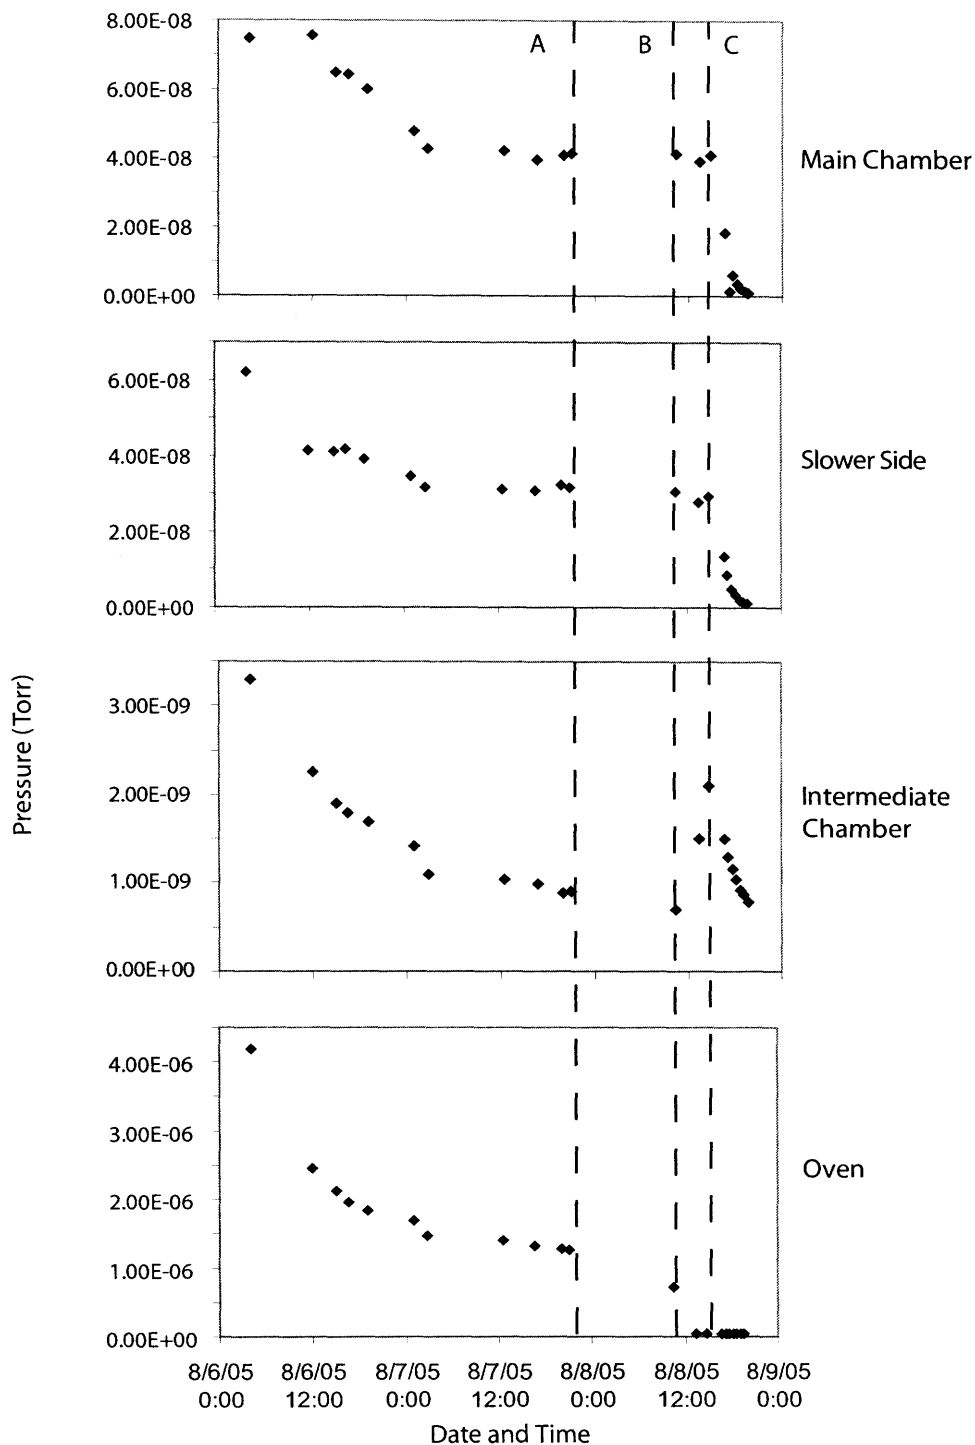 8.00E-08
A
B
C
6.00E-08
4.00E-08
Main Chamber
2.00E-08
0.00E+00
6.00E-08
4.00E-08
Slower Side
2.00E-08
0.00E+00
3.00E-09
2.00E-09
Intermediate
Chamber
1.00E-09
0.00E+00
Pressure (Torr)
4.00E-06
3.00E-06
Oven
2.00E-06
1.00E-06
0.00E+00
8/6/05 8/6/05 8/7/05 8/7/05 8/8/05 8/8/05 8/9/05
0:00 12:00 0:00 12:00 0:00 12:00 0:00
Date and Time